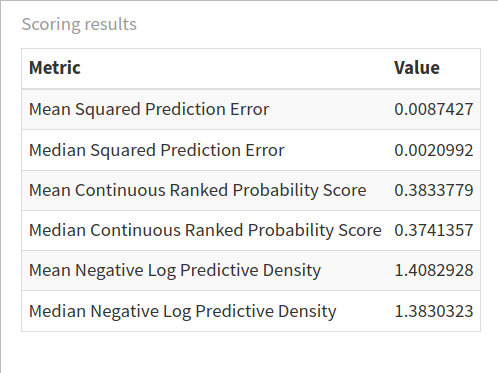 Scoring results
Metric Value
Mean Squared Prediction Error 0.0087427
Median Squared Prediction Error 0.0020992
Mean Continuous Ranked Probability Score 0.3833779
Median Continuous Ranked Probability Score 0.3741357
Mean Negative Log Predictive Density 1.4082928
Median Negative Log Predictive Density 1.3830323